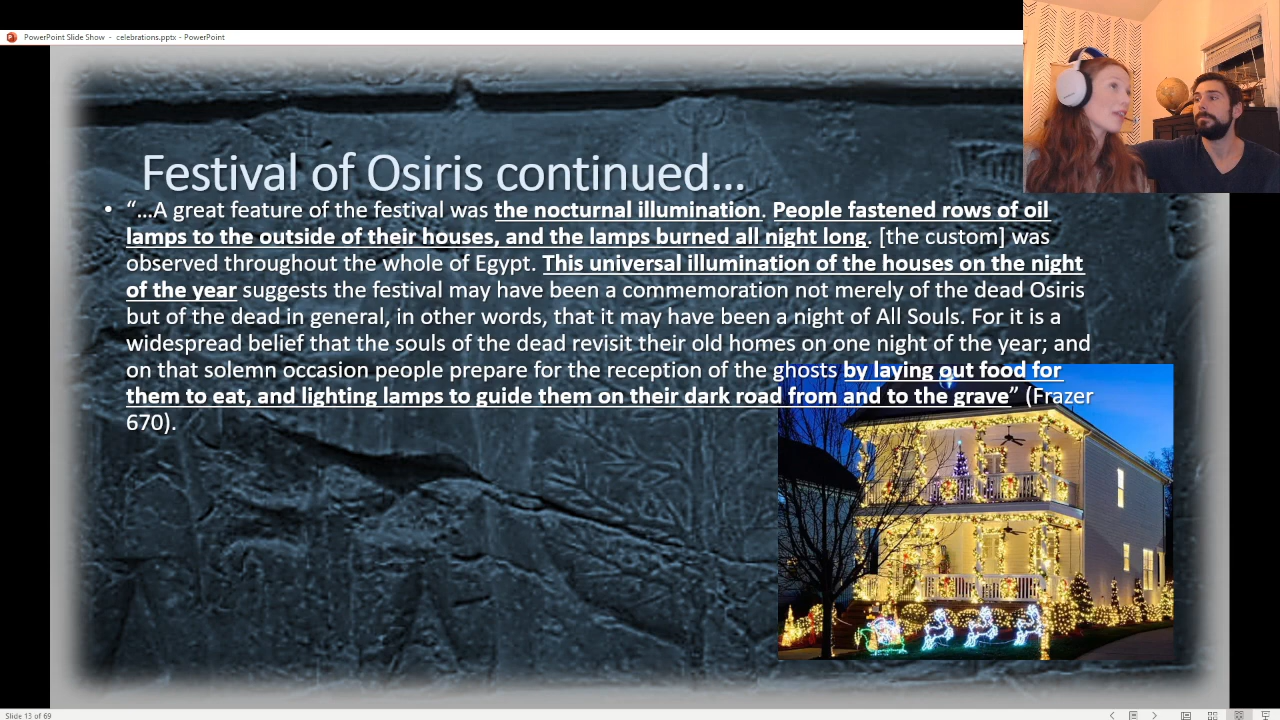 PowerPoint Slide Show - celebrations.pptx - PowerPoint
Festival of Osiris continued...
• “...A great feature of the festival was the nocturnal illumination. People fastened rows of oil
lamps to the outside of their houses, and the lamps burned all night long. [the custom] was
observed throughout the whole of Egypt. This universal illumination of the houses on the night
of the year suggests the festival may have been a commemoration not merely of the dead Osiris
but of the dead in general, in other words, that it may have been a night of All Souls. For it is a
widespread belief that the souls of the dead revisit their old homes on one night of the year; and
on that solemn occasion people prepare for the reception of the ghosts by laying out food for
them to eat, and lighting lamps to guide them on their dark road from and to the grave” (Frazer
670).
Slide 13 of 69